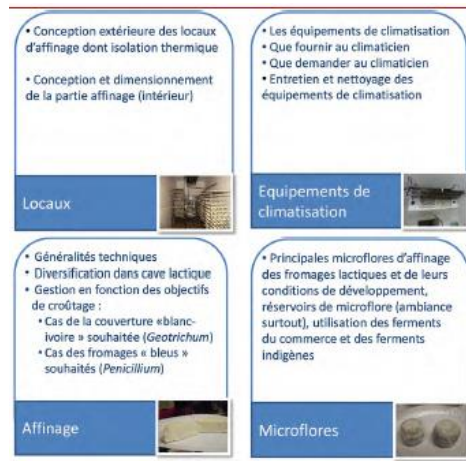 • Conception extérieure des locaux
d'affinage dont isolation thermique
• Conception et dimensionnement
de la partie affinage (intérieur)
Locaux
• Les équipements de climatisation
• Que fournir au climaticien
• Que demander au climaticien
• Entretien et nettoyage des
équipements de climatisation
Equipements de
climatisation
• Généralités techniques
• Diversification dans cave lactique
• Gestion en fonction des objectifs
de croûtage :
• Cas de la couverture «blanc-
ivoire » souhaitée (Geotrichum)
• Cas des fromages « bleus »
souhaités (Penicillium)
Affinage
• Principales microflores d'affinage
des fromages lactiques et de leurs
conditions de développement,
réservoirs de microflore (ambiance
surtout), utilisation des ferments
du commerce et des ferments
indigènes
Microflores